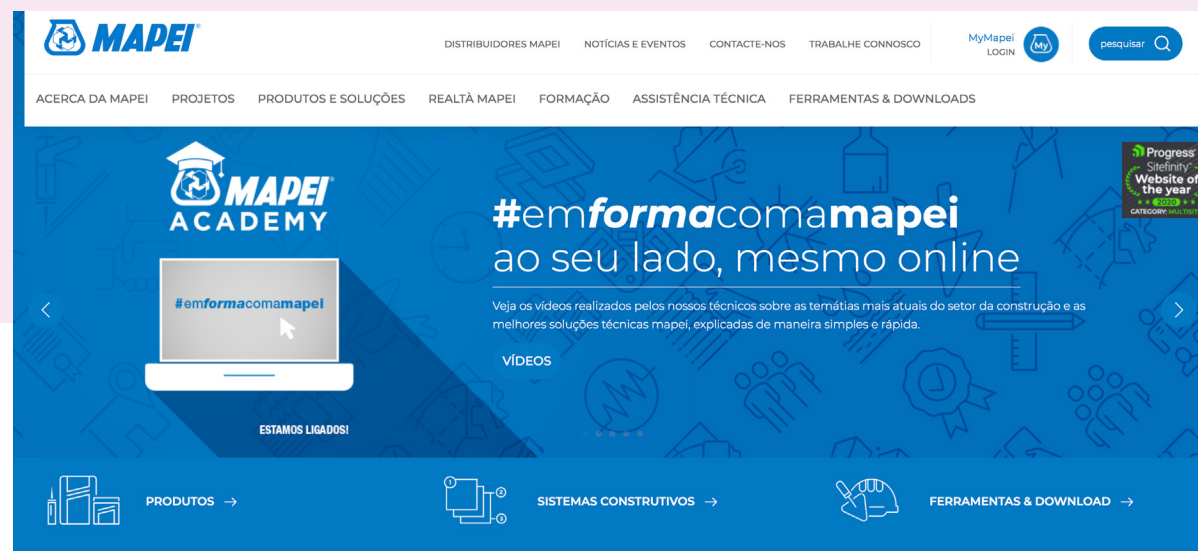 MAPEI®
DISTRIBUIDORES MAPEI NOTÍCIAS E EVENTOS CONTACTE-NOS TRABALHE CONNOSCO
MyMapei
LOGIN
My
pesquisar
ACERCA DA MAPEI PROJETOS PRODUTOS E SOLUÇÕES REALTÀ MAPEI FORMAÇÃO ASSISTÊNCIA TÉCNICA FERRAMENTAS & DOWNLOADS
MAPEI®
ACADEMY
#emformacomamapei
ESTAMOS LIGADOS!
#emformacomamapei
ao seu lado, mesmo online
Veja os vídeos realizados pelos nossos técnicos sobre as temátias mais atuais do setor da construção e as
melhores soluções técnicas mapei, explicadas de maneira simples e rápida.
VÍDEOS
Progress®
Sitefinity™
Website of
the year
2020
CATEGORY: MULTISIT
PRODUTOS →
1
2
3
SISTEMAS CONSTRUTIVOS →
FERRAMENTAS & DOWNLOAD →